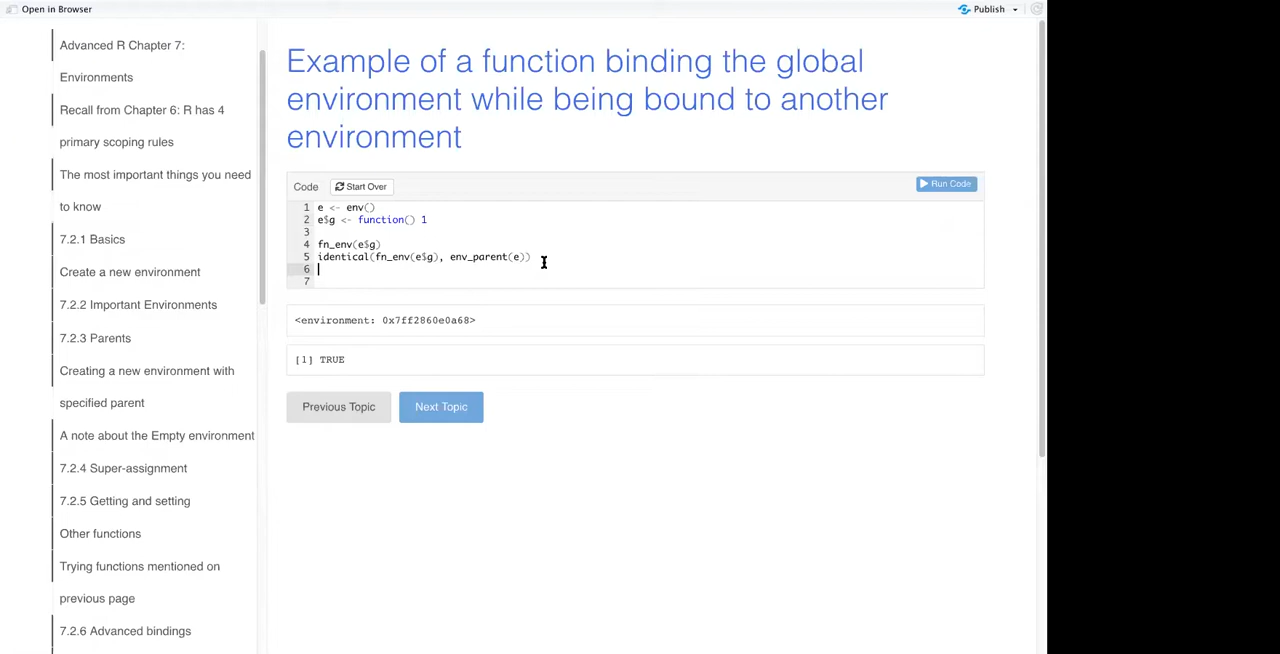 Open in Browser
Publish
Advanced R Chapter 7:
Environments
Recall from Chapter 6: R has 4
primary scoping rules
The most important things you need
to know
7.2.1 Basics
Create a new environment
7.2.2 Important Environments
7.2.3 Parents
Creating a new environment with
specified parent
A note about the Empty environment
7.2.4 Super-assignment
7.2.5 Getting and setting
Other functions
Trying functions mentioned on
previous page
7.2.6 Advanced bindings
Example of a function binding the global
environment while being bound to another
environment
Code Start Over Run Code
1 e <- env()
2 e$g <- function() 1
3
4 fn_env(e$g)
5 identical(fn_env(e$g), env_parent(e))
6
7
<environment: 0x7ff2860e0a68>
[1] TRUE
Previous Topic Next Topic